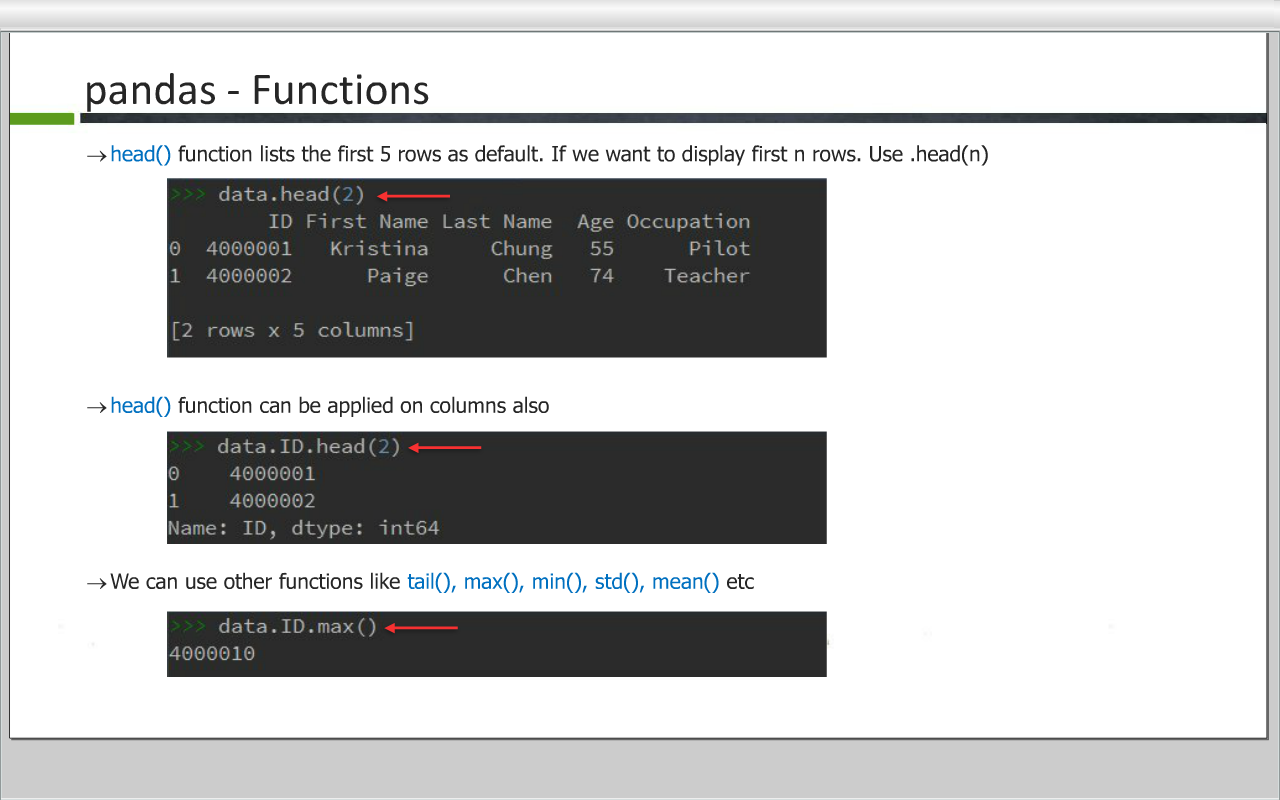 pandas - Functions
→head() function lists the first 5 rows as default. If we want to display first n rows. Use .head(n)
>>> data.head(2)
ID First Name Last Name Age Occupation
0 4000001 Kristina Chung 55 Pilot
1 4000002 Paige Chen 74 Teacher
[2 rows x 5 columns]
→head() function can be applied on columns also
>>> data.ID.head(2)
0 4000001
1 4000002
Name: ID, dtype: int64
→We can use other functions like tail(), max(), min(), std(), mean() etc
>>> data.ID.max()
4000010